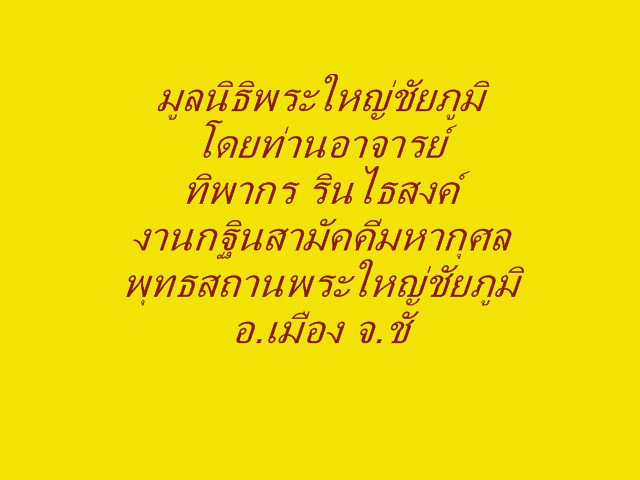 มูลนิธิพระใหญ่ชัยภูมิ
โดยท่านอาจารย์
ทิพากร รินไธสงค์
งานกฐินสามัคคีมหากุศล
พุทธสถานพระใหญ่ชัยภูมิ
อ.เมือง จ.ชั